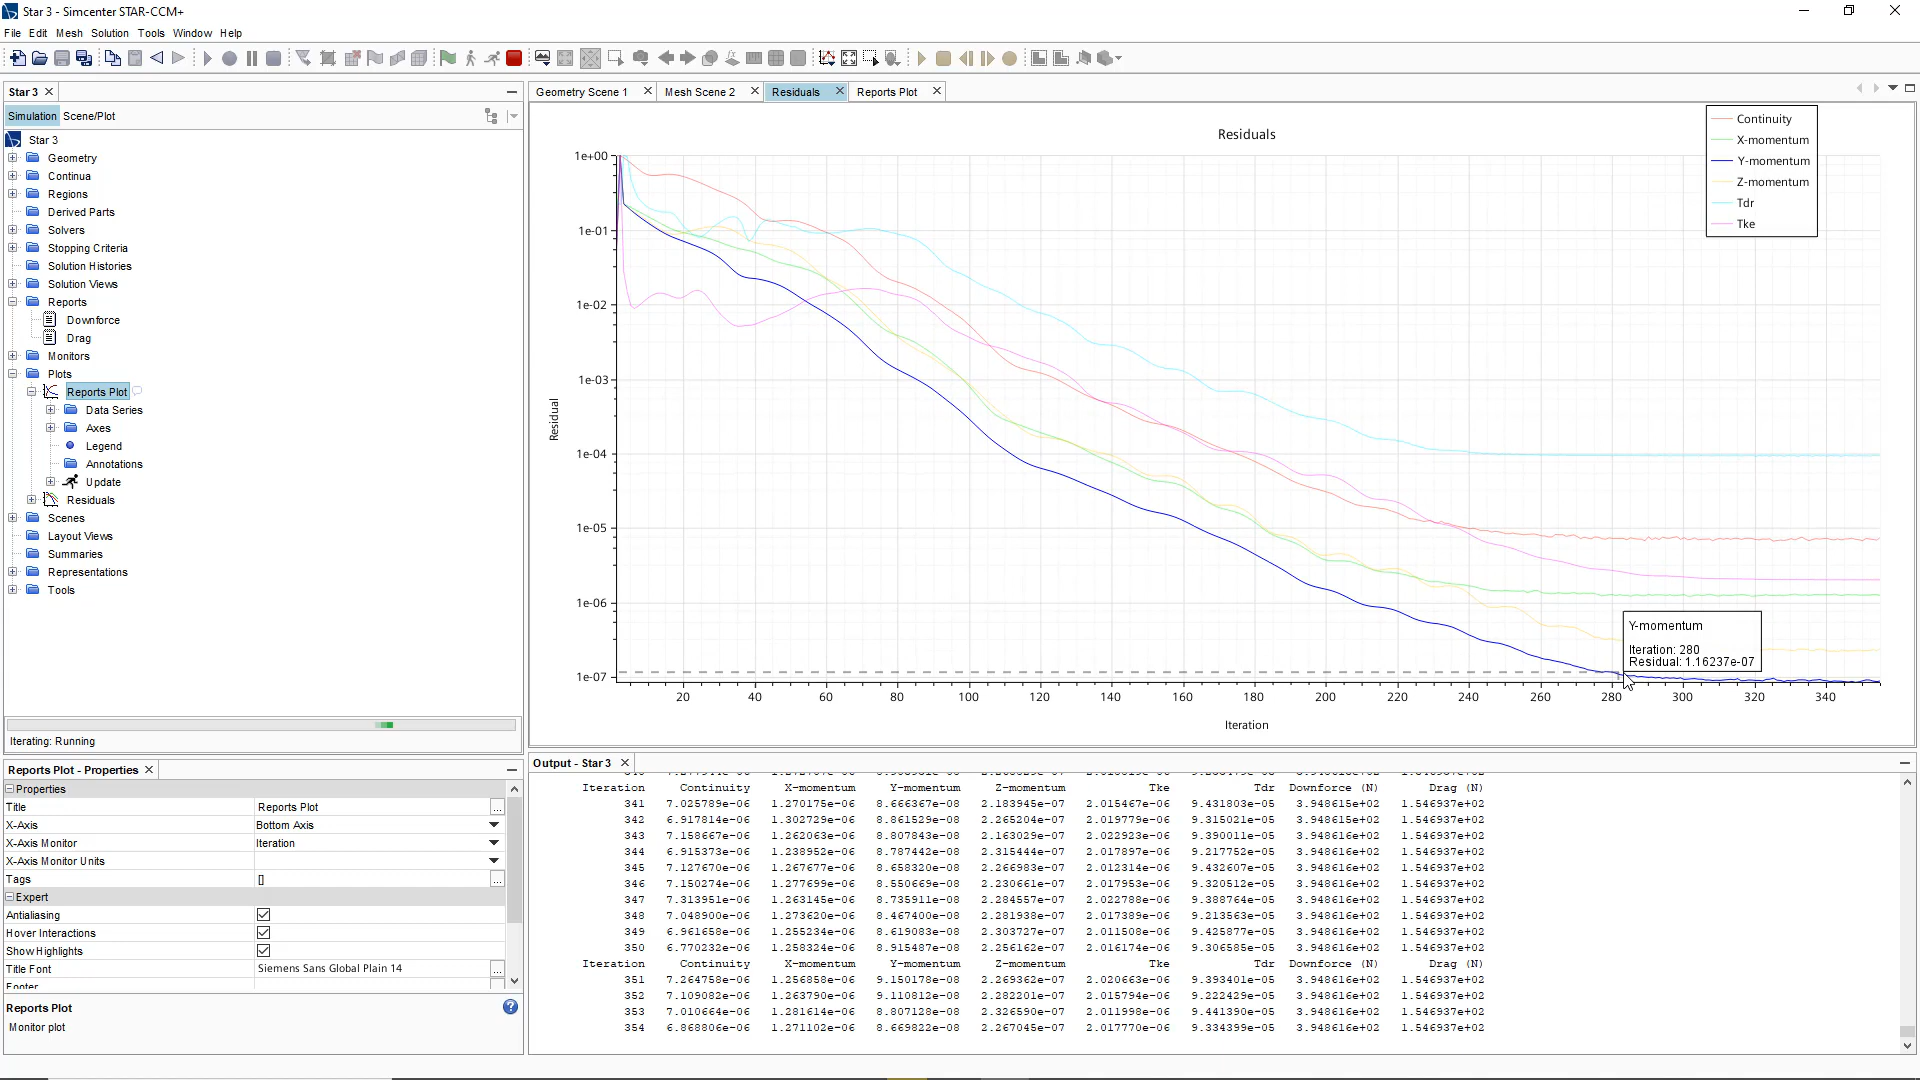 Star 3 - Simcenter STAR-CCM+
File Edit Mesh Solution Tools Window Help
Star 3
Simulation Scene/Plot
Star 3
Geometry
Continua
Regions
Derived Parts
Solvers
Stopping Criteria
Solution Histories
Solution Views
Reports
Downforce
Drag
Monitors
Plots
Reports Plot
Data Series
Axes
Legend
Annotations
Update
Residuals
Scenes
Layout Views
Summaries
Representations
Tools
Iterating: Running
Reports Plot - Properties
Properties
Title Reports Plot
X-Axis Bottom Axis
X-Axis Monitor Iteration
X-Axis Monitor Units
Tags []
Expert
Antialiasing
Hover Interactions
Show Highlights
Title Font Siemens Sans Global Plain 14
Footer
Reports Plot
Monitor plot
Geometry Scene 1 Mesh Scene 2 Residuals Reports Plot
Residuals
Continuity
X-momentum
Y-momentum
Z-momentum
Tdr
Tke
1e+00
1e-01
1e-02
1e-03
1e-04
1e-05
1e-06
1e-07
Residual
Y-momentum
Iteration: 280
Residual: 1.16237e-07
20 40 60 80 100 120 140 160 180 200 220 240 260 280 300 320 340
Iteration
Output - Star 3
Iteration Continuity X-momentum Y-momentum Z-momentum Tke Tdr Downforce (N) Drag (N)
341 7.025789e-06 1.270175e-06 8.666367e-08 2.183945e-07 2.015467e-06 9.431803e-05 3.948615e+02 1.546937e+02
342 6.917814e-06 1.302729e-06 8.861529e-08 2.265204e-07 2.019779e-06 9.315021e-05 3.948615e+02 1.546937e+02
343 7.158667e-06 1.262063e-06 8.807843e-08 2.163029e-07 2.022923e-06 9.390011e-05 3.948615e+02 1.546937e+02
344 6.915373e-06 1.238952e-06 8.787442e-08 2.315444e-07 2.017897e-06 9.217752e-05 3.948616e+02 1.546937e+02
345 7.127670e-06 1.267677e-06 8.658320e-08 2.266983e-07 2.012314e-06 9.432607e-05 3.948616e+02 1.546937e+02
346 7.150274e-06 1.277699e-06 8.550669e-08 2.230661e-07 2.017953e-06 9.320512e-05 3.948616e+02 1.546937e+02
347 7.313951e-06 1.263145e-06 8.735911e-08 2.284557e-07 2.022788e-06 9.388764e-05 3.948616e+02 1.546937e+02
348 7.048900e-06 1.273620e-06 8.467400e-08 2.281938e-07 2.017389e-06 9.213563e-05 3.948616e+02 1.546937e+02
349 6.961658e-06 1.255234e-06 8.619083e-08 2.303727e-07 2.011508e-06 9.425877e-05 3.948616e+02 1.546937e+02
350 6.770232e-06 1.258324e-06 8.915487e-08 2.256162e-07 2.016174e-06 9.306585e-05 3.948616e+02 1.546937e+02
Iteration Continuity X-momentum Y-momentum Z-momentum Tke Tdr Downforce (N) Drag (N)
351 7.264758e-06 1.256858e-06 9.150178e-08 2.269362e-07 2.020663e-06 9.393401e-05 3.948616e+02 1.546937e+02
352 7.109082e-06 1.263790e-06 9.110812e-08 2.282201e-07 2.015794e-06 9.222429e-05 3.948616e+02 1.546937e+02
353 7.010664e-06 1.281614e-06 8.807128e-08 2.326590e-07 2.011998e-06 9.441390e-05 3.948616e+02 1.546937e+02
354 6.868806e-06 1.271102e-06 8.669822e-08 2.267045e-07 2.017770e-06 9.334399e-05 3.948616e+02 1.546937e+02